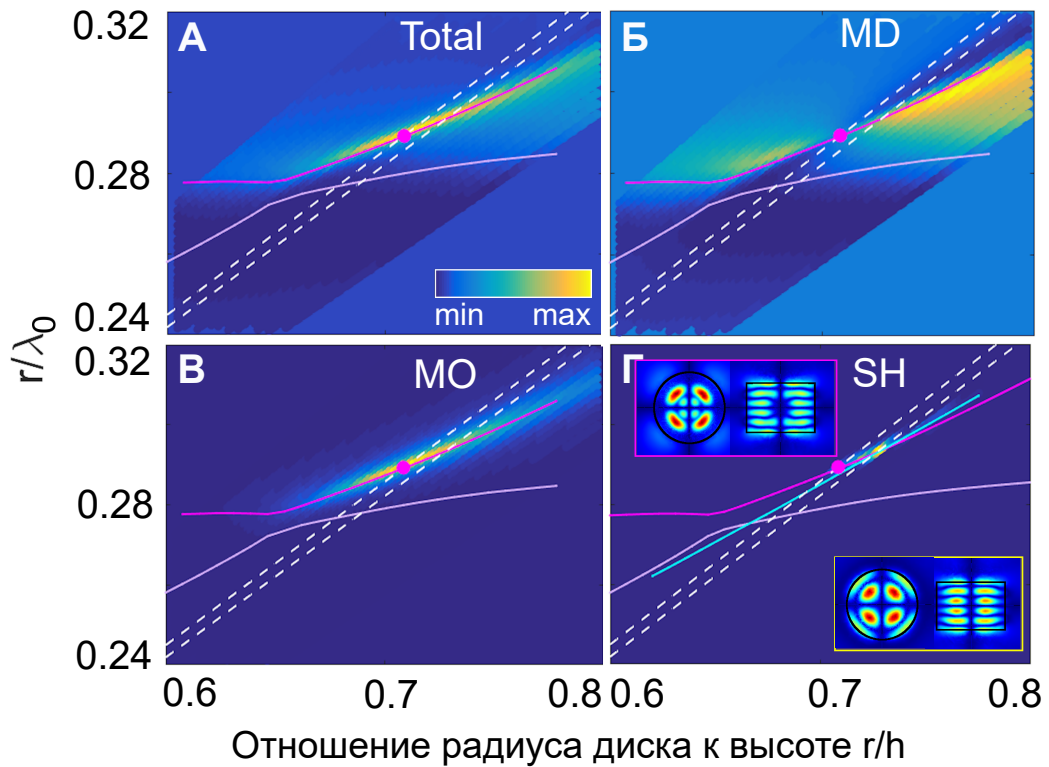 0.32
А
Total
Б
MD
0.28
min
max
0.24
r/λ0
0.32
В
MO
Г
SH
0.28
0.24
0.6
0.7
0.8
0.6
0.7
0.8
Отношение радиуса диска к высоте r/h